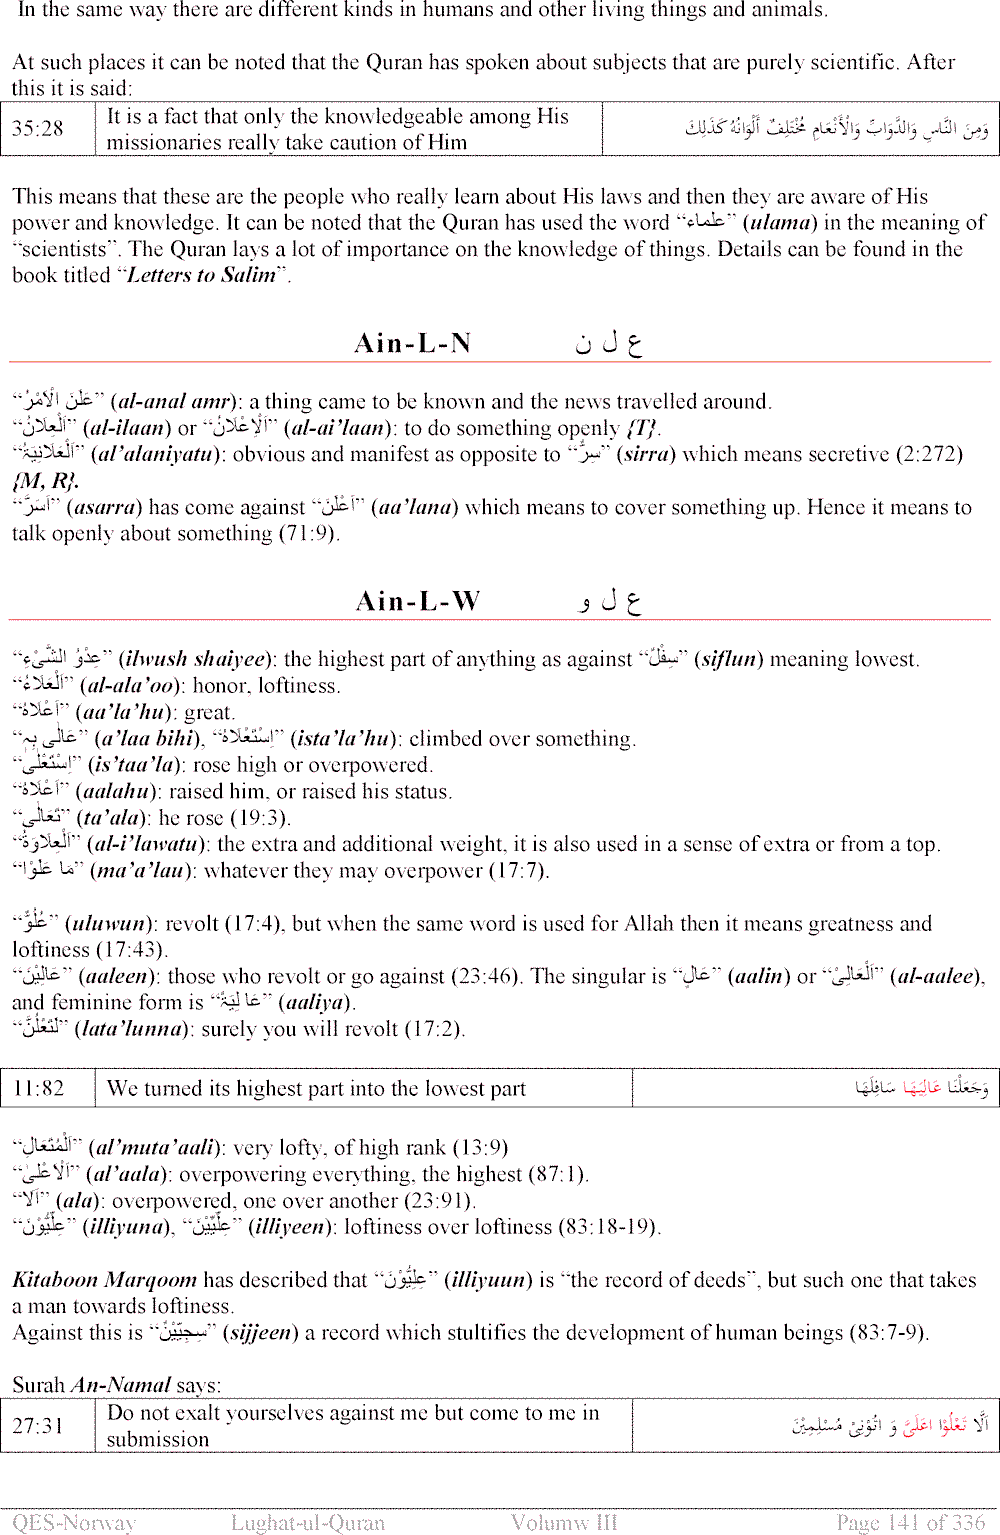 In the same way there are different kinds in humans and other living things and animals.
At such places it can be noted that the Quran has spoken about subjects that are purely scientific. After
this it is said:
35:28 It is a fact that only the knowledgeable among His missionaries really take caution of Him وَمِنَ النَّاسِ وَالدَّوَابِّ وَالْأَنْعَامِ مُخْتَلِفٌ أَلْوَانُهُ كَذَلِكَ
This means that these are the people who really learn about His laws and then they are aware of His
power and knowledge. It can be noted that the Quran has used the word “علماء” (ulama) in the meaning of
“scientists”. The Quran lays a lot of importance on the knowledge of things. Details can be found in the
book titled “Letters to Salim”.
Ain-L-N ع ل ن
“عَلَنَ الْاَمْرُ” (al-anal amr): a thing came to be known and the news travelled around.
“اَلْعِلَانُ” (al-ilaan) or “اَلْاِعْلَانُ” (al-ai’laan): to do something openly {T}.
“اَلْعَلَانِيَۃُ” (al’alaniyatu): obvious and manifest as opposite to “سِرٌّ” (sirra) which means secretive (2:272)
{M, R}.
“اَسَرَّ” (asarra) has come against “اَعْلَنَ” (aa’lana) which means to cover something up. Hence it means to
talk openly about something (71:9).
Ain-L-W ع ل و
“عِلْوُ الشَّیْءِ” (ilwush shaiyee): the highest part of anything as against “سِفْلٌ” (siflun) meaning lowest.
“اَلْعَلَاءُ” (al-ala’oo): honor, loftiness.
“اَعْلَاہُ” (aa’la’hu): great.
“عَالٰی بِہٖ” (a’laa bihi), “اِسْتَعْلَاہُ” (ista’la’hu): climbed over something.
“اِسْتَعْلٰی” (is’taa’la): rose high or overpowered.
“اَعْلَاہُ” (aalahu): raised him, or raised his status.
“تَعَالٰی” (ta’ala): he rose (19:3).
“اَلْعِلَاوَۃُ” (al-i’lawatu): the extra and additional weight, it is also used in a sense of extra or from a top.
“مَا عَلَوْا” (ma’a’lau): whatever they may overpower (17:7).
“عُلُوٌّ” (uluwun): revolt (17:4), but when the same word is used for Allah then it means greatness and
loftiness (17:43).
“عَالِيْنَ” (aaleen): those who revolt or go against (23:46). The singular is “عَالٍ” (aalin) or “اَلْعَالِیْ” (al-aalee),
and feminine form is “عَا لِيَۃٌ” (aaliya).
“لَتَعْلُنَّ” (lata’lunna): surely you will revolt (17:2).
11:82 We turned its highest part into the lowest part وَجَعَلْنَا عَالِيَهَا سَافِلَهَا
“اَلْمُتَعَالِ” (al’muta’aali): very lofty, of high rank (13:9)
“اَلْاَعْلٰی” (al’aala): overpowering everything, the highest (87:1).
“اَلَا” (ala): overpowered, one over another (23:91).
“عِلِّيُّوْنَ” (illiyuna), “عِلِّيِّيْنَ” (illiyeen): loftiness over loftiness (83:18-19).
Kitaboon Marqoom has described that “عِلِّيُّوْنَ” (illiyuun) is “the record of deeds”, but such one that takes
a man towards loftiness.
Against this is “سِجِّيْنٌ” (sijjeen) a record which stultifies the development of human beings (83:7-9).
Surah An-Namal says:
27:31 Do not exalt yourselves against me but come to me in submission اَلَّا تَعْلُوْا اعَلَیَّ وَ اتُوْنِیْ مُسْلِمِيْنَ
QES-Norway Lughat-ul-Quran Volumw III Page 141 of 336